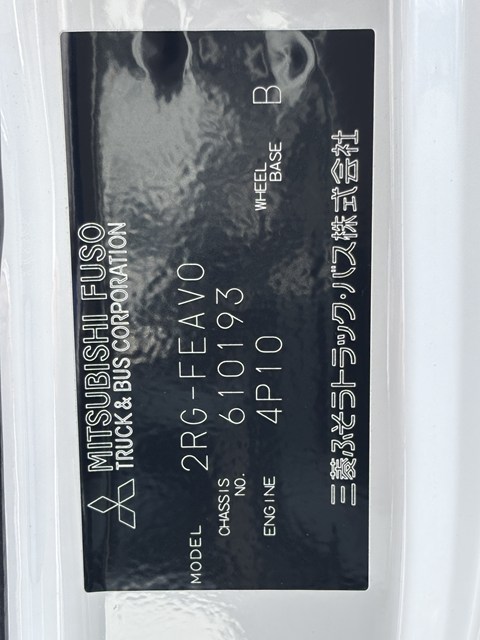 MITSUBISHI FUSO
TRUCK & BUS CORPORATION
MODEL 2RG-FEAV0
CHASSIS NO. 610193
ENGINE 4P10
WHEEL BASE B
三菱ふそうトラック・バス株式会社